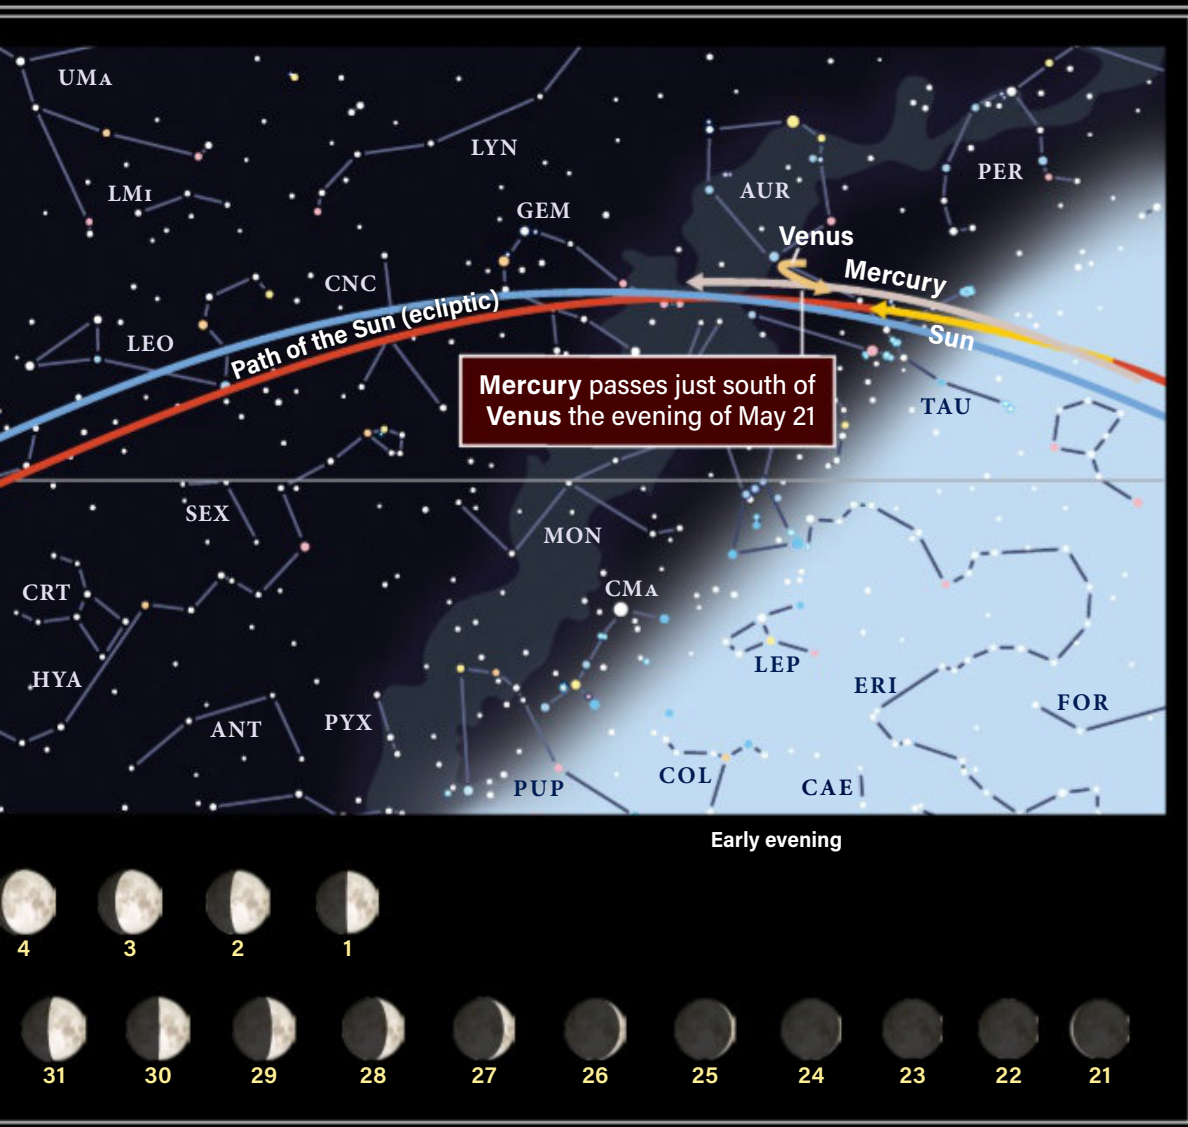 UMA
LYN
PER
AUR
LMI
GEM
Venus
Mercury
CNC
Path of the Sun (ecliptic)
Sun
LEO
Mercury passes just south of
Venus the evening of May 21
TAU
SEX
MON
CRT
CMA
LEP
HYA
ERI
FOR
ANT
PYX
COL
CAE
PUP
Early evening
4 3 2 1
31 30 29 28 27 26 25 24 23 22 21